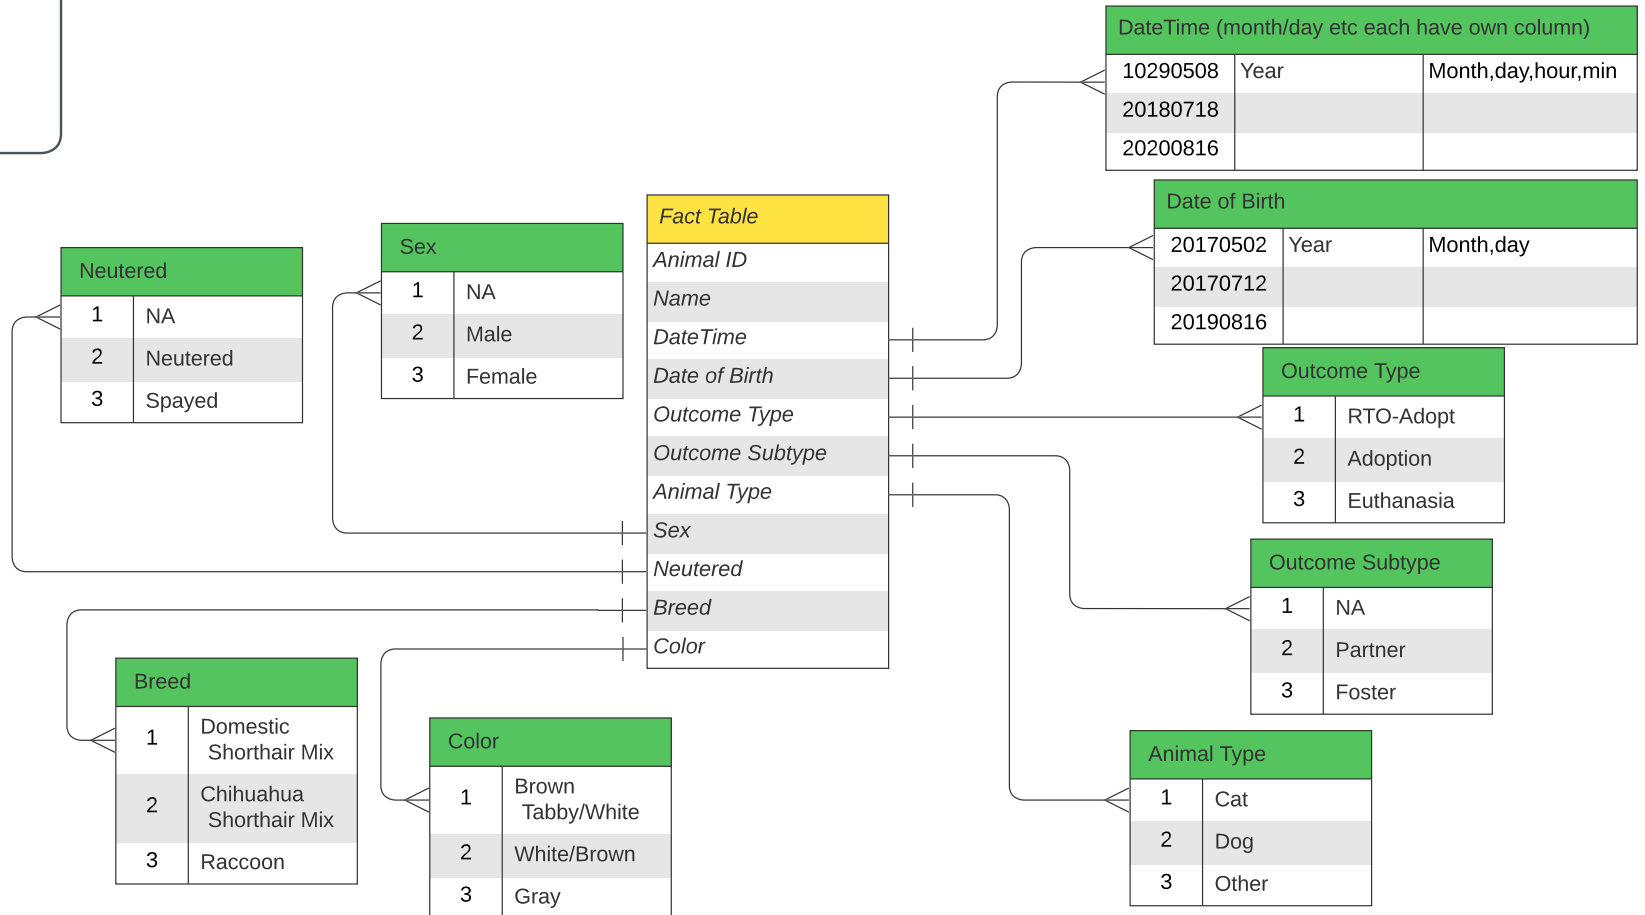 DateTime (month/day etc each have own column)
10290508 Year Month,day,hour,min
20180718
20200816
Date of Birth
20170502 Year Month,day
20170712
20190816
Fact Table
Animal ID
Name
DateTime
Date of Birth
Outcome Type
Outcome Subtype
Animal Type
Sex
Neutered
Breed
Color
Sex
1 NA
2 Male
3 Female
Neutered
1 NA
2 Neutered
3 Spayed
Outcome Type
1 RTO-Adopt
2 Adoption
3 Euthanasia
Outcome Subtype
1 NA
2 Partner
3 Foster
Breed
1 Domestic
Shorthair Mix
2 Chihuahua
Shorthair Mix
3 Raccoon
Color
1 Brown
Tabby/White
2 White/Brown
3 Gray
Animal Type
1 Cat
2 Dog
3 Other